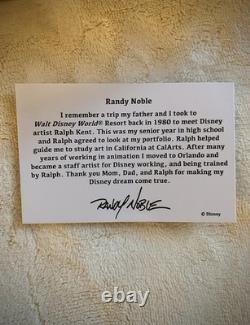 Randy Noble
I remember a trip my father and I took to
Walt Disney World® Resort back in 1980 to meet Disney
artist Ralph Kent. This was my senior year in high school
and Ralph agreed to look at my portfolio. Ralph helped
guide me to study art in California at CalArts. After many
years of working in animation I moved to Orlando and
became a staff artist for Disney artwork, and being trained
by Ralph. Thank you Mom, Dad, and Ralph for making my
Disney dream come true.
RANDY NOBLE
© Disney
ebay